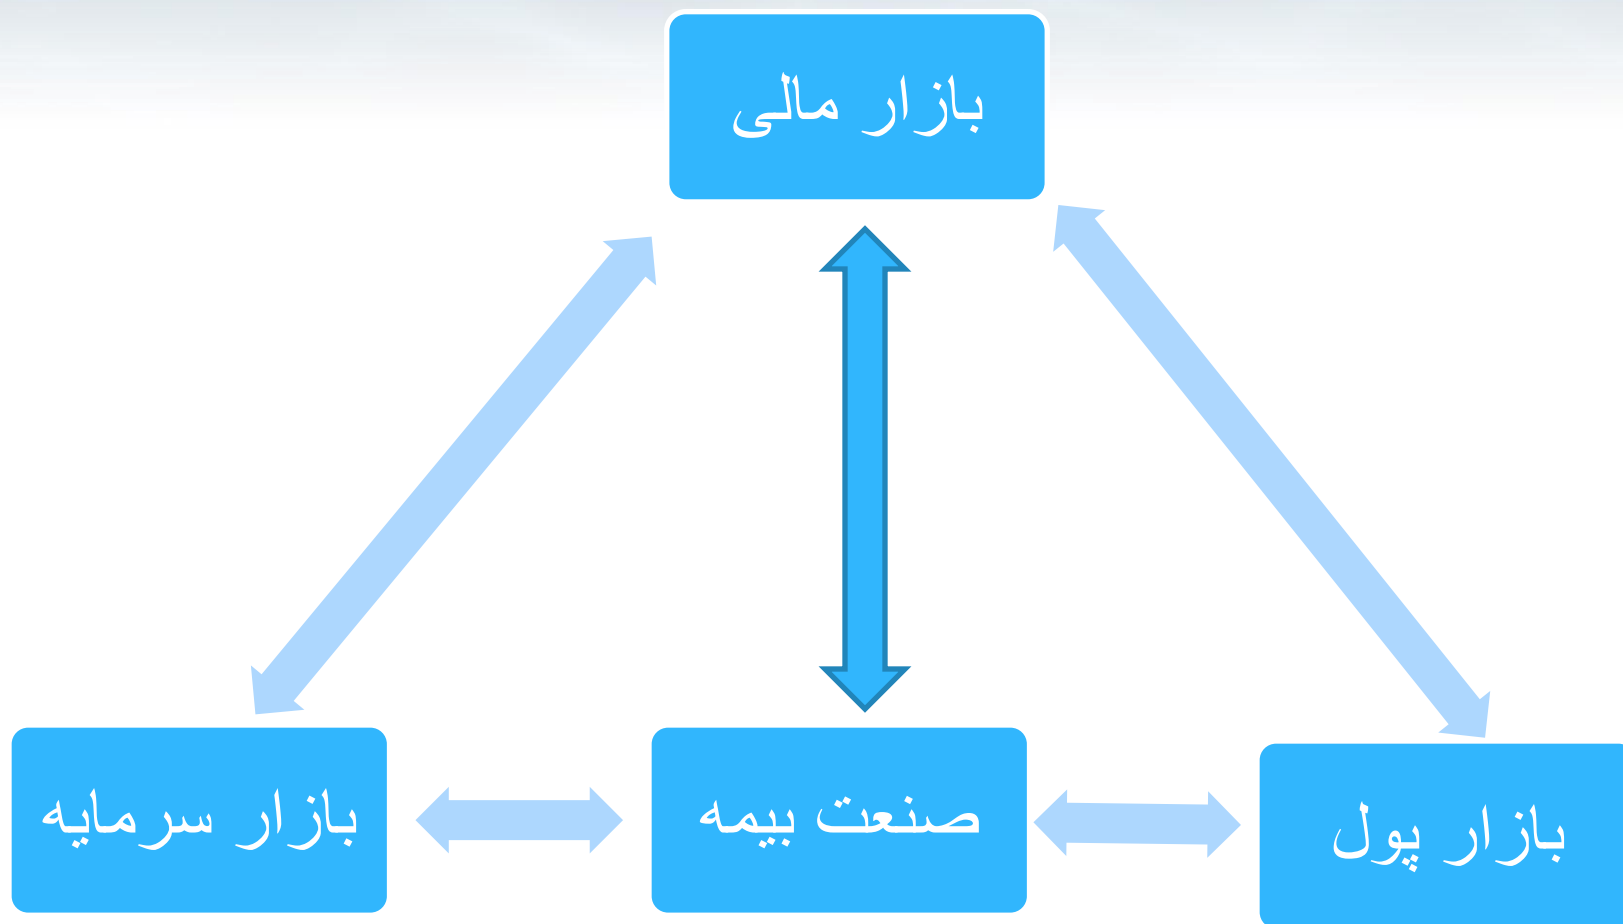 بازار مالی
بازار پول
صنعت بیمه
بازار سرمایه